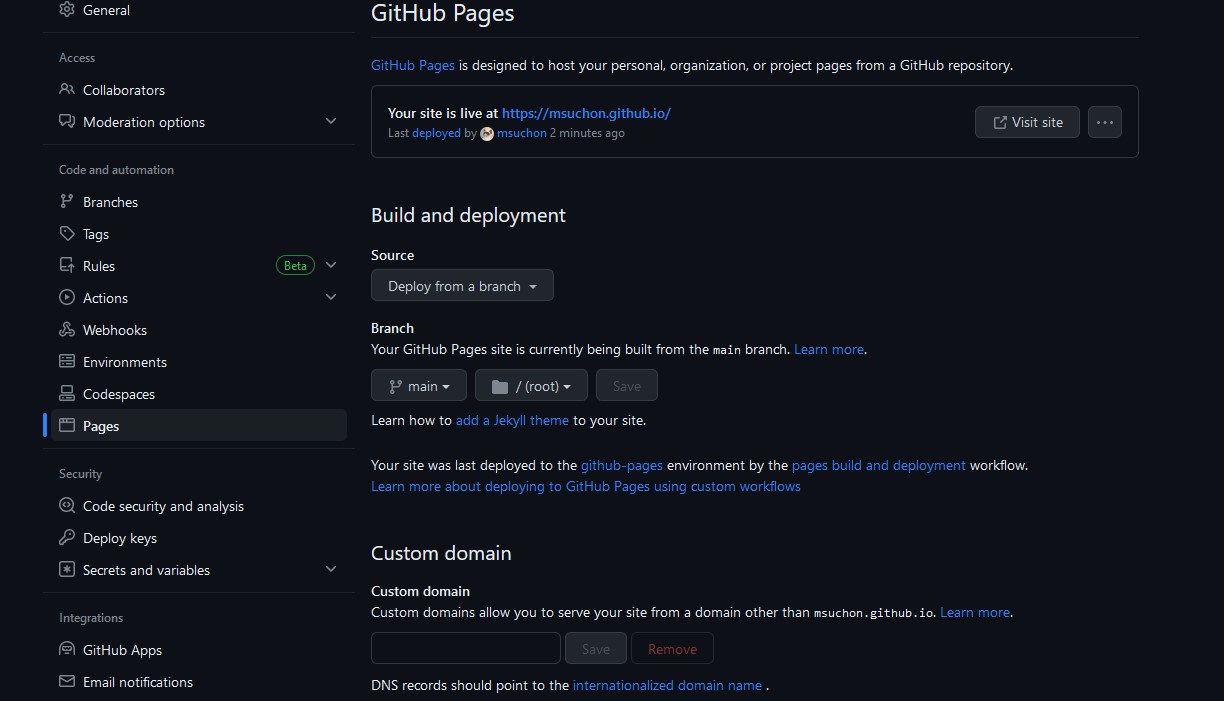 General
Access
Collaborators
Moderation options
Code and automation
Branches
Tags
Rules Beta
Actions
Webhooks
Environments
Codespaces
Pages
Security
Code security and analysis
Deploy keys
Secrets and variables
Integrations
GitHub Apps
Email notifications
GitHub Pages
GitHub Pages is designed to host your personal, organization, or project pages from a GitHub repository.
Your site is live at https://msuchon.github.io/
Last deployed by msuchon 2 minutes ago
Visit site
Build and deployment
Source
Deploy from a branch
Branch
Your GitHub Pages site is currently being built from the main branch. Learn more.
main / (root) Save
Learn how to add a Jekyll theme to your site.
Your site was last deployed to the github-pages environment by the pages build and deployment workflow.
Learn more about deploying to GitHub Pages using custom workflows
Custom domain
Custom domain
Custom domains allow you to serve your site from a domain other than msuchon.github.io. Learn more.
Save Remove
DNS records should point to the internationalized domain name .